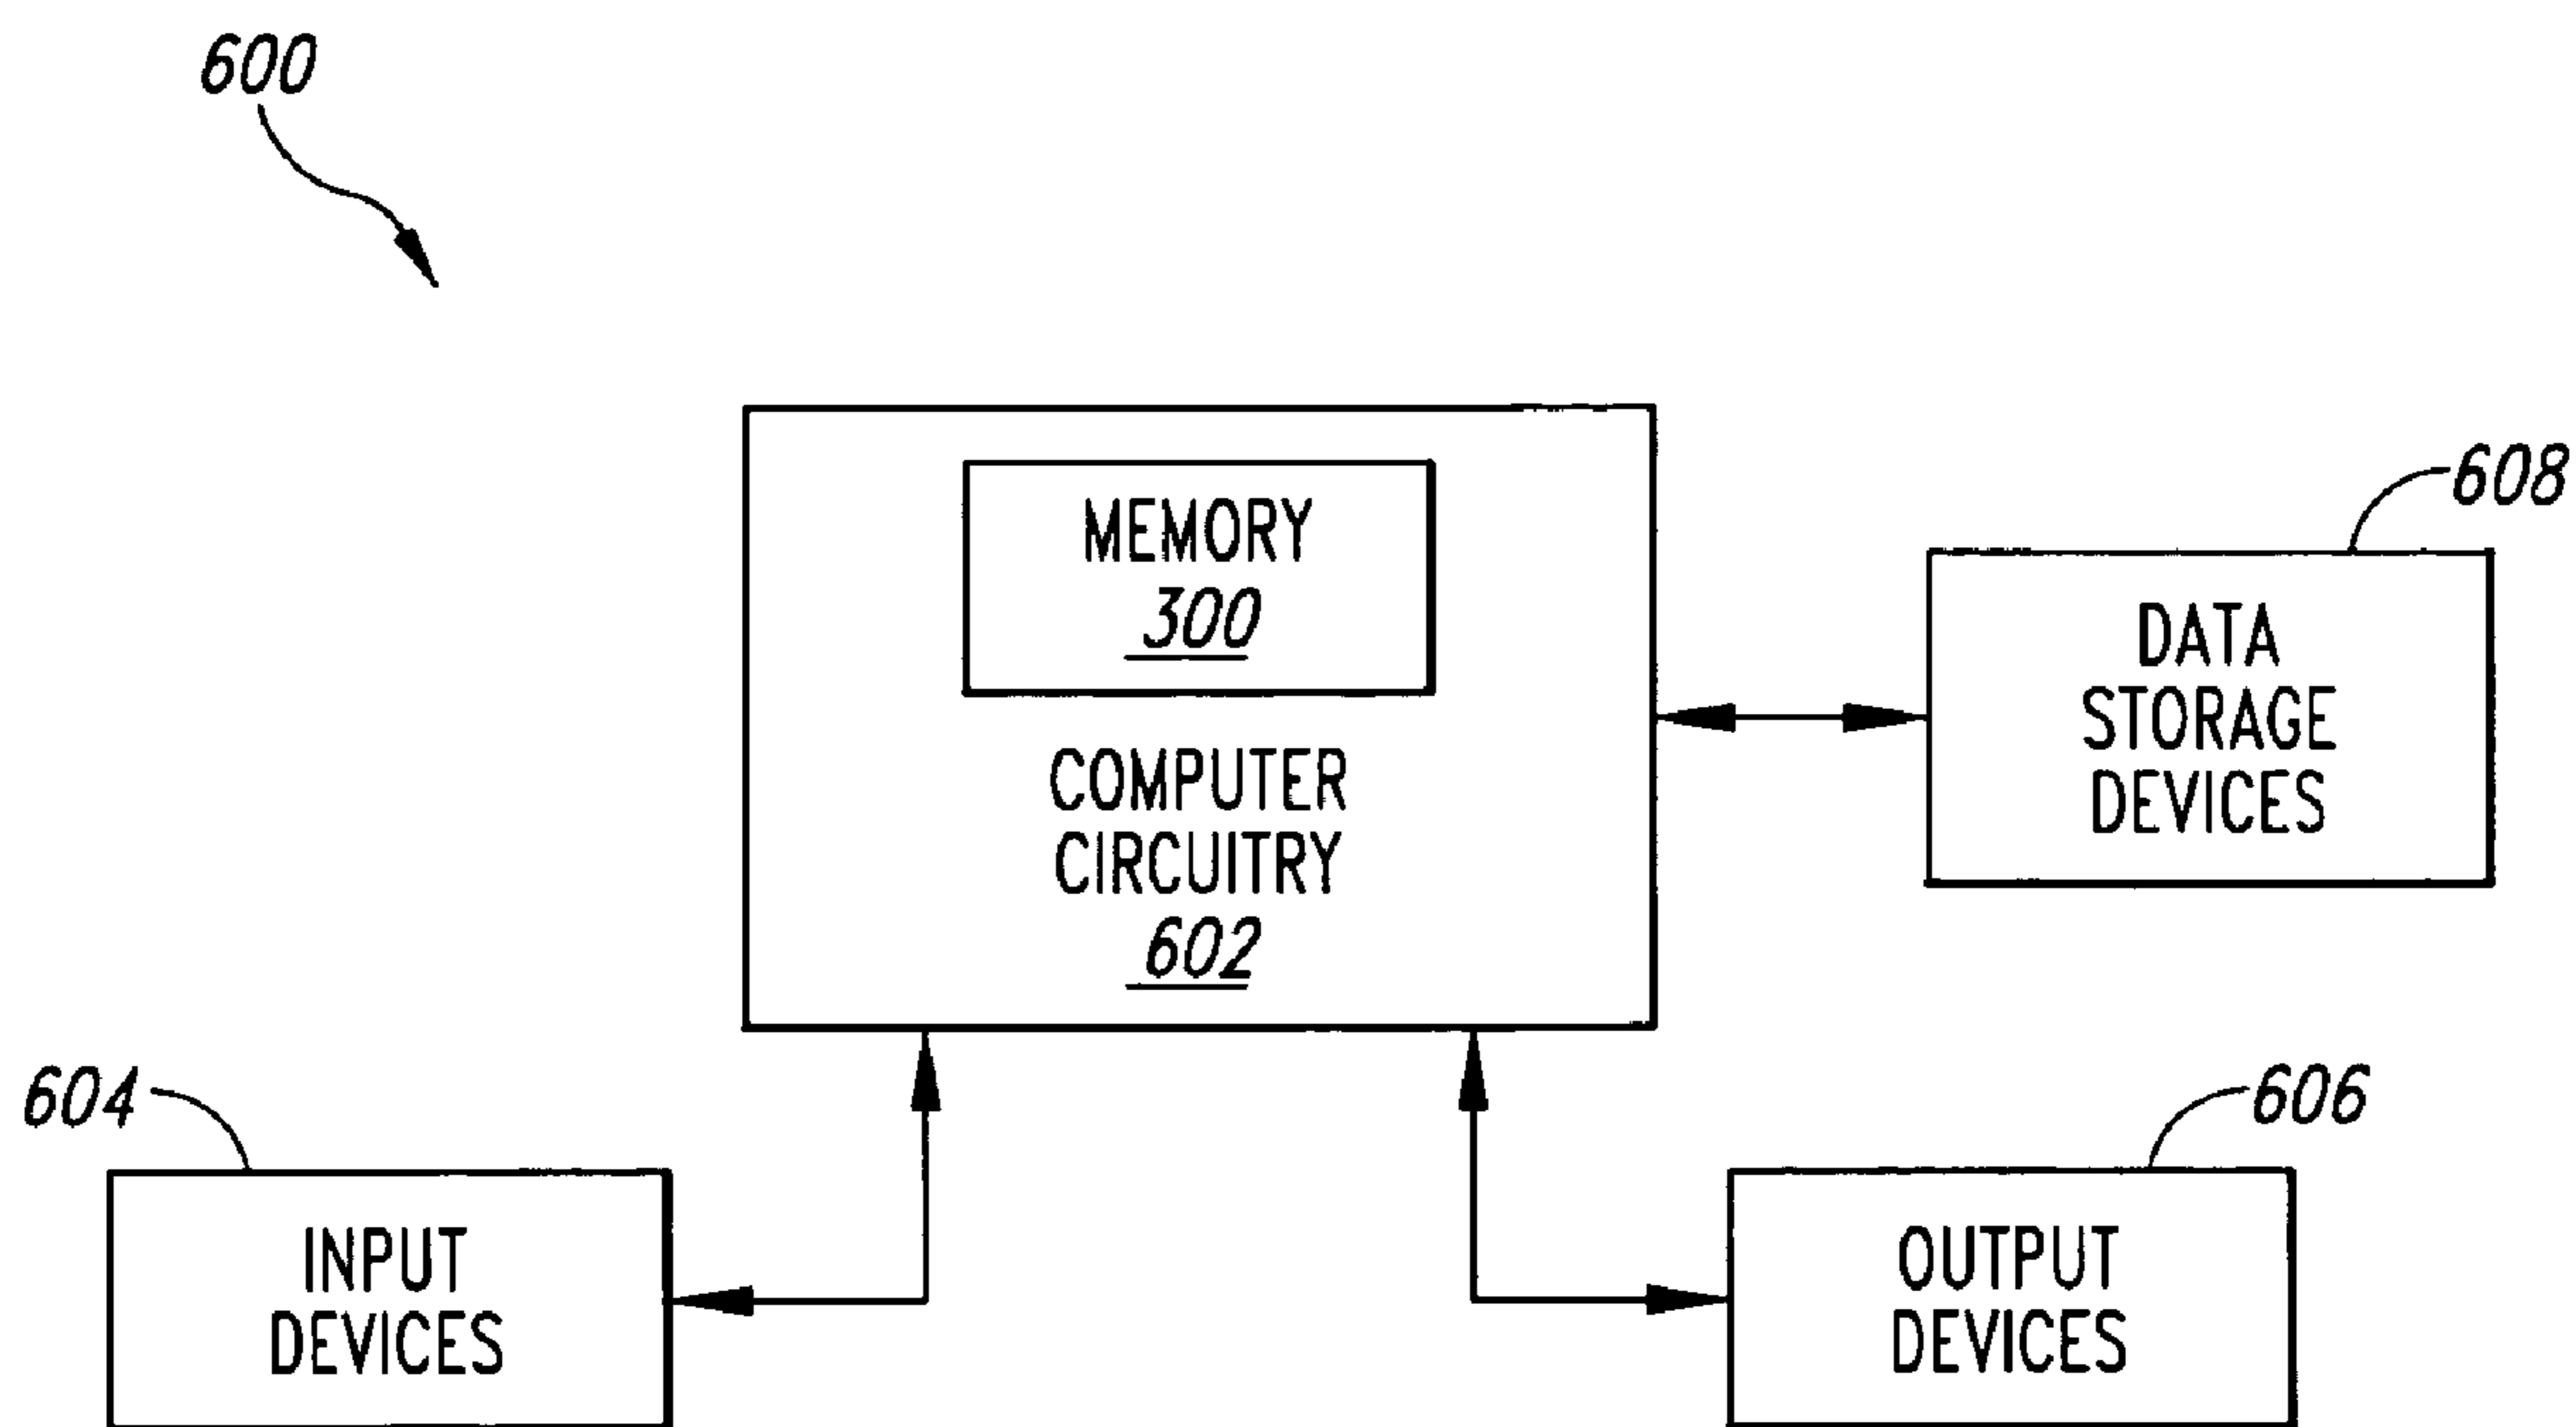 600
MEMORY
300
COMPUTER
CIRCUITRY
602
608
DATA
STORAGE
DEVICES
604
INPUT
DEVICES
606
OUTPUT
DEVICES